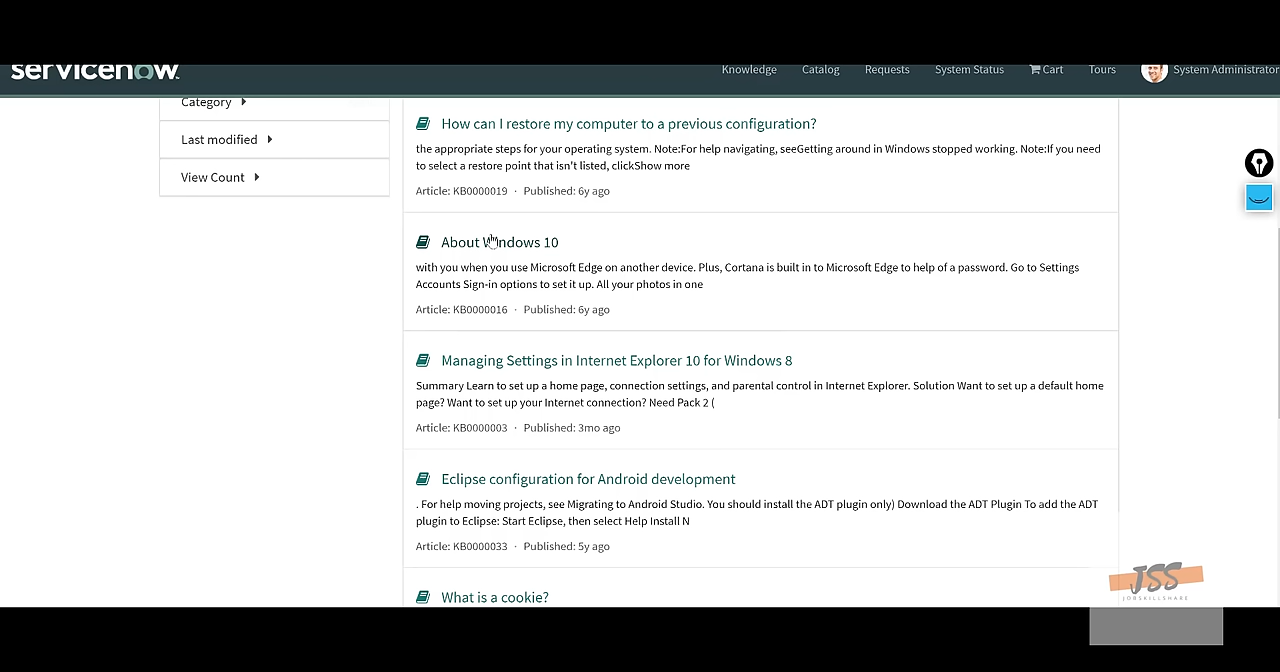 servicenow
Knowledge Catalog Requests System Status Cart Tours System Administrator
Category
Last modified
View Count
How can I restore my computer to a previous configuration?
the appropriate steps for your operating system. Note:For help navigating, seeGetting around in Windows stopped working. Note:If you need
to select a restore point that isn't listed, clickShow more
Article: KB0000019 · Published: 6y ago
About Windows 10
with you when you use Microsoft Edge on another device. Plus, Cortana is built in to Microsoft Edge to help of a password. Go to Settings
Accounts Sign-in options to set it up. All your photos in one
Article: KB0000016 · Published: 6y ago
Managing Settings in Internet Explorer 10 for Windows 8
Summary Learn to set up a home page, connection settings, and parental control in Internet Explorer. Solution Want to set up a default home
page? Want to set up your Internet connection? Need Pack 2 (
Article: KB0000003 · Published: 3mo ago
Eclipse configuration for Android development
. For help moving projects, see Migrating to Android Studio. You should install the ADT plugin only) Download the ADT Plugin To add the ADT
plugin to Eclipse: Start Eclipse, then select Help Install N
Article: KB0000033 · Published: 5y ago
What is a cookie?
JSS
JOBSKILLSHARE